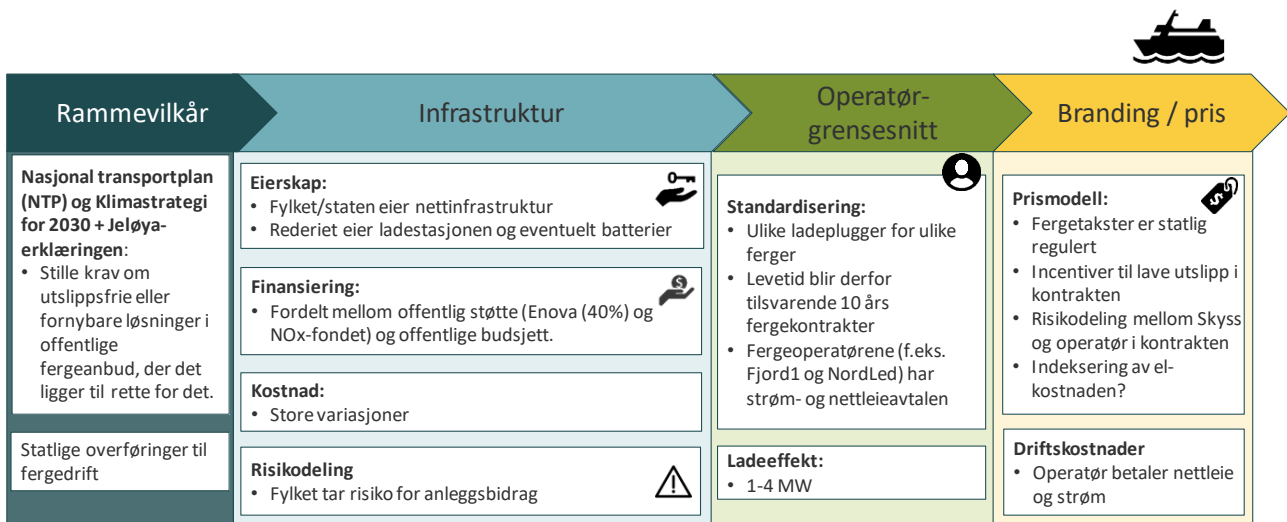 Rammevilkår
Nasjonal transportplan
(NTP) og Klimastrategi
for 2030 + Jeløya-
erklæringen:
• Stille krav om
utslippsfrie eller
fornybare løsninger i
offentlige
fergeanbud, der det
ligger til rette for det.
Statlige overføringer til
fergedrift
Infrastruktur
Eierskap:
• Fylket/staten eier nettinfrastruktur
• Rederiet eier ladestasjonen og eventuelt batterier
Finansiering:
• Fordelt mellom offentlig støtte (Enova (40%) og
NOx-fondet) og offentlige budsjett.
Kostnad:
• Store variasjoner
Risikodeling
• Fylket tar risiko for anleggsbidrag
Operatør-
grensesnitt
Standardisering:
• Ulike ladeplugger for ulike
ferger
• Levetid blir derfor
tilsvarende 10 års
fergekontrakter
• Fergeoperatørene (f.eks.
Fjord1 og NordLed) har
strøm- og nettleieavtalen
Ladeeffekt:
• 1-4 MW
Branding / pris
Prismodell:
• Fergetakster er statlig
regulert
• Incentiver til lave utslipp i
kontrakten
• Risikodeling mellom Skyss
og operatør i kontrakten
• Indeksering av el-
kostnaden?
Driftskostnader
• Operatør betaler nettleie
og strøm